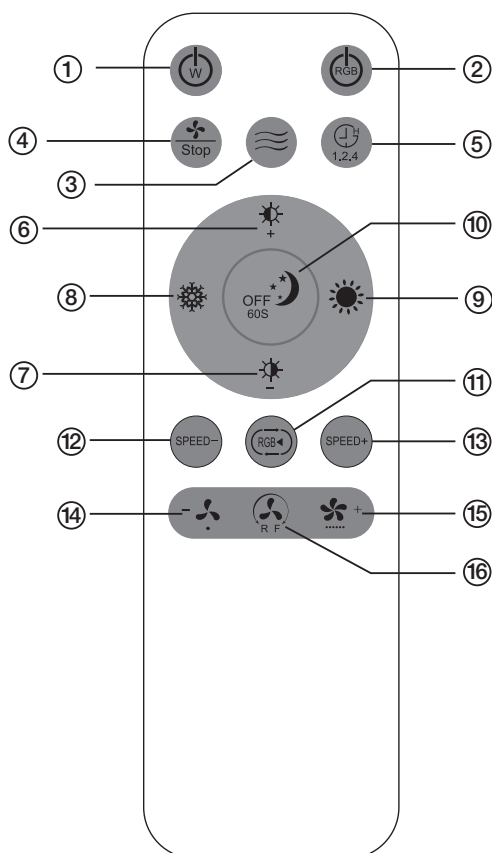 ① ②
W RGB
④ Stop H 1.2.4 ⑤
③
⑥ + ⑩
⑧ OFF ⑨
60S
⑦ − ⑪
⑫ SPEED− RGB SPEED+ ⑬
⑭ − + ⑮
R F
⑯